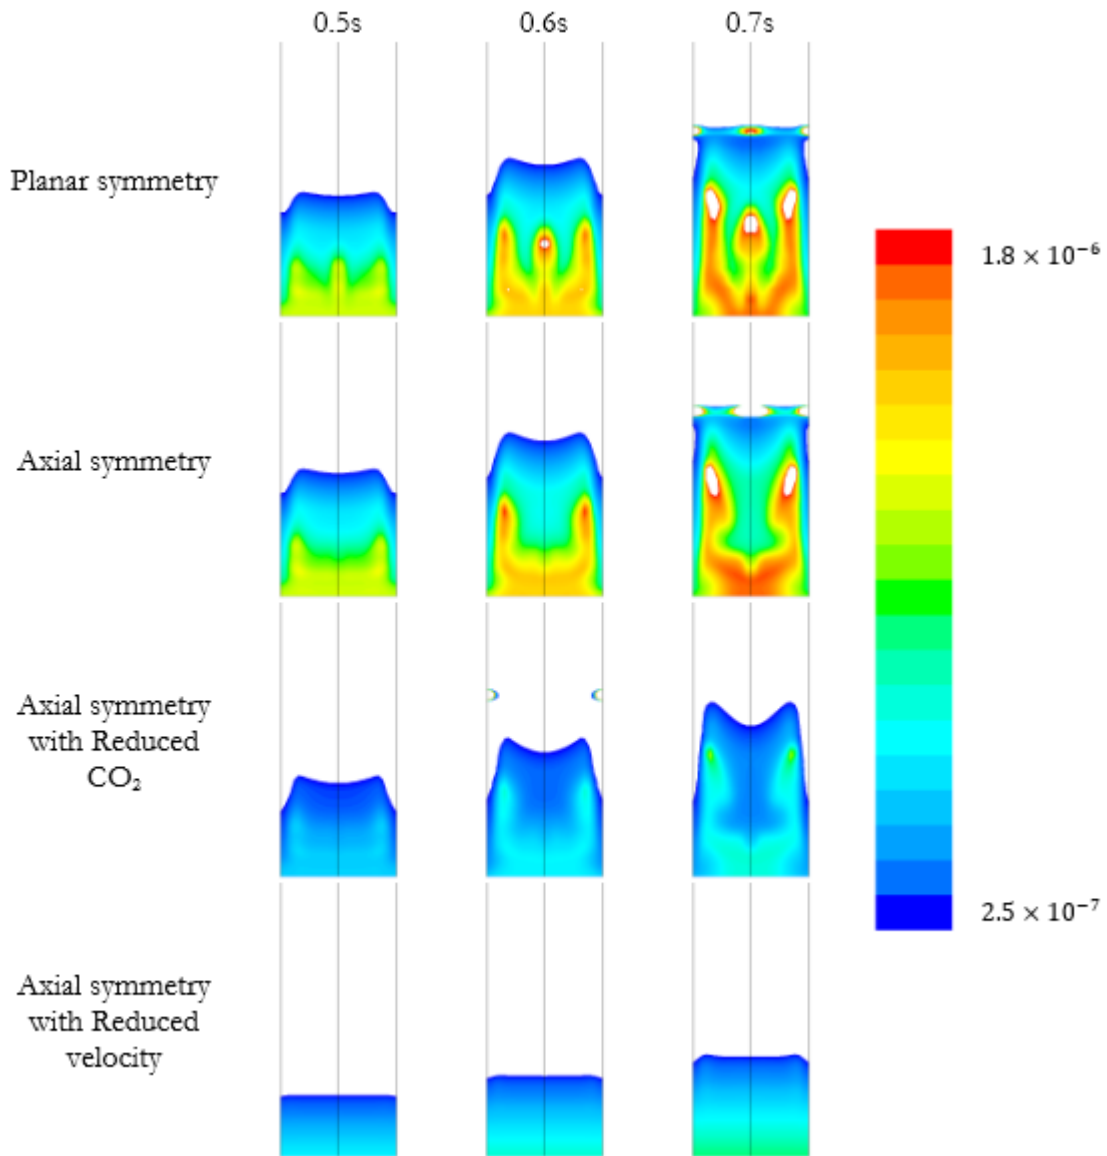 0.5s 0.6s 0.7s
Planar symmetry
1.8 × 10⁻⁶
Axial symmetry
Axial symmetry
with Reduced
CO₂
2.5 × 10⁻⁷
Axial symmetry
with Reduced
velocity